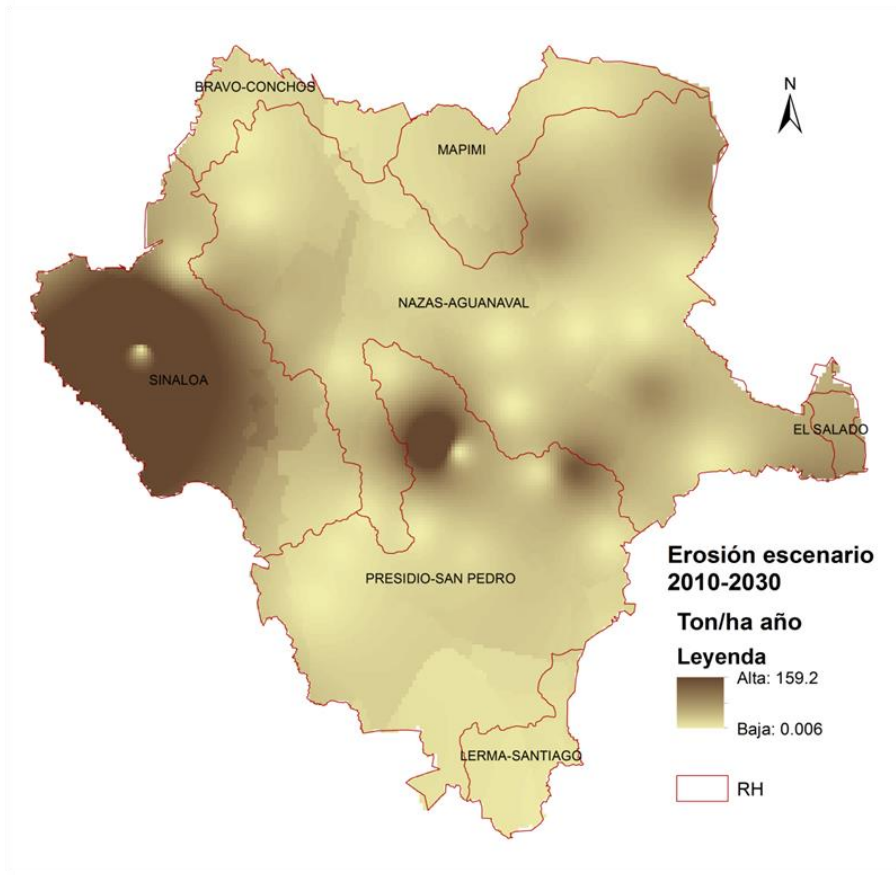 BRAVO-CONCHOS
N
MAPIMI
NAZAS-AGUANAVAL
SINALOA
EL SALADO
PRESIDIO-SAN PEDRO
LERMA-SANTIAGO
Erosión escenario
2010-2030
Ton/ha año
Leyenda
Alta: 159.2
Baja: 0.006
RH